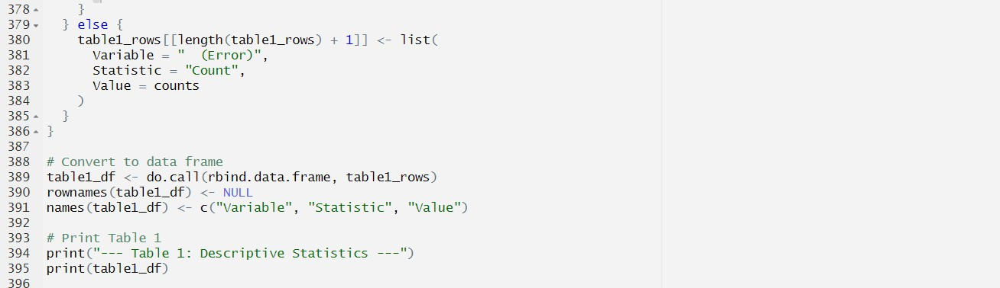 378 }
379 } else {
380 table1_rows[[length(table1_rows) + 1]] <- list(
381 Variable = "  (Error)",
382 Statistic = "Count",
383 Value = counts
384 )
385 }
386 }
387
388 # Convert to data frame
389 table1_df <- do.call(rbind.data.frame, table1_rows)
390 rownames(table1_df) <- NULL
391 names(table1_df) <- c("Variable", "Statistic", "Value")
392
393 # Print Table 1
394 print("--- Table 1: Descriptive Statistics ---")
395 print(table1_df)
396